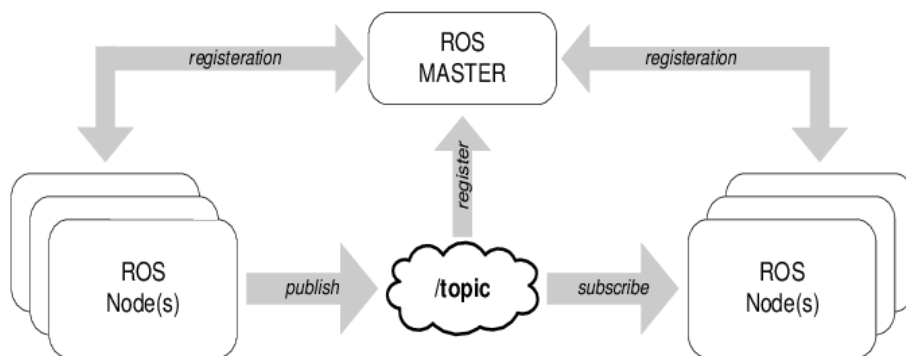 ROS
MASTER
registeration
registeration
register
ROS
Node(s)
publish
/topic
subscribe
ROS
Node(s)